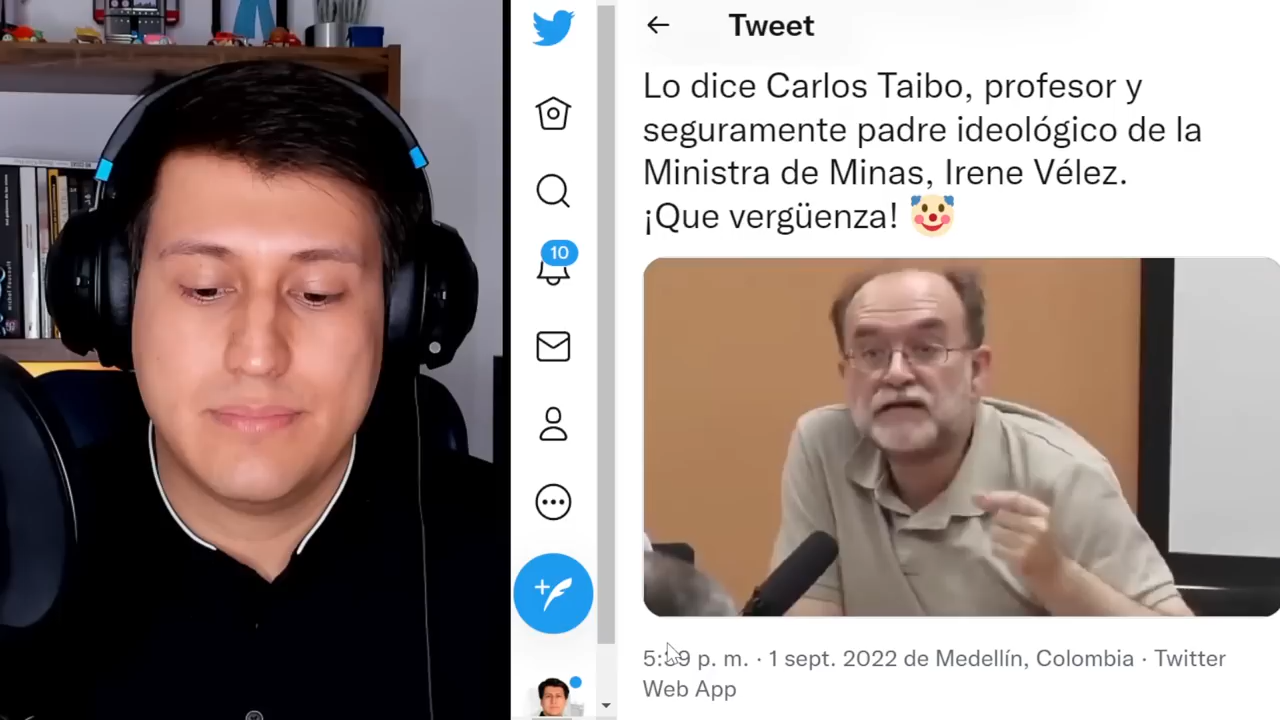 Tweet
Lo dice Carlos Taibo, profesor y
seguramente padre ideológico de la
Ministra de Minas, Irene Vélez.
¡Que vergüenza! 🤡
10
p. m. · 1 sept. 2022 de Medellín, Colombia · Twitter
Web App